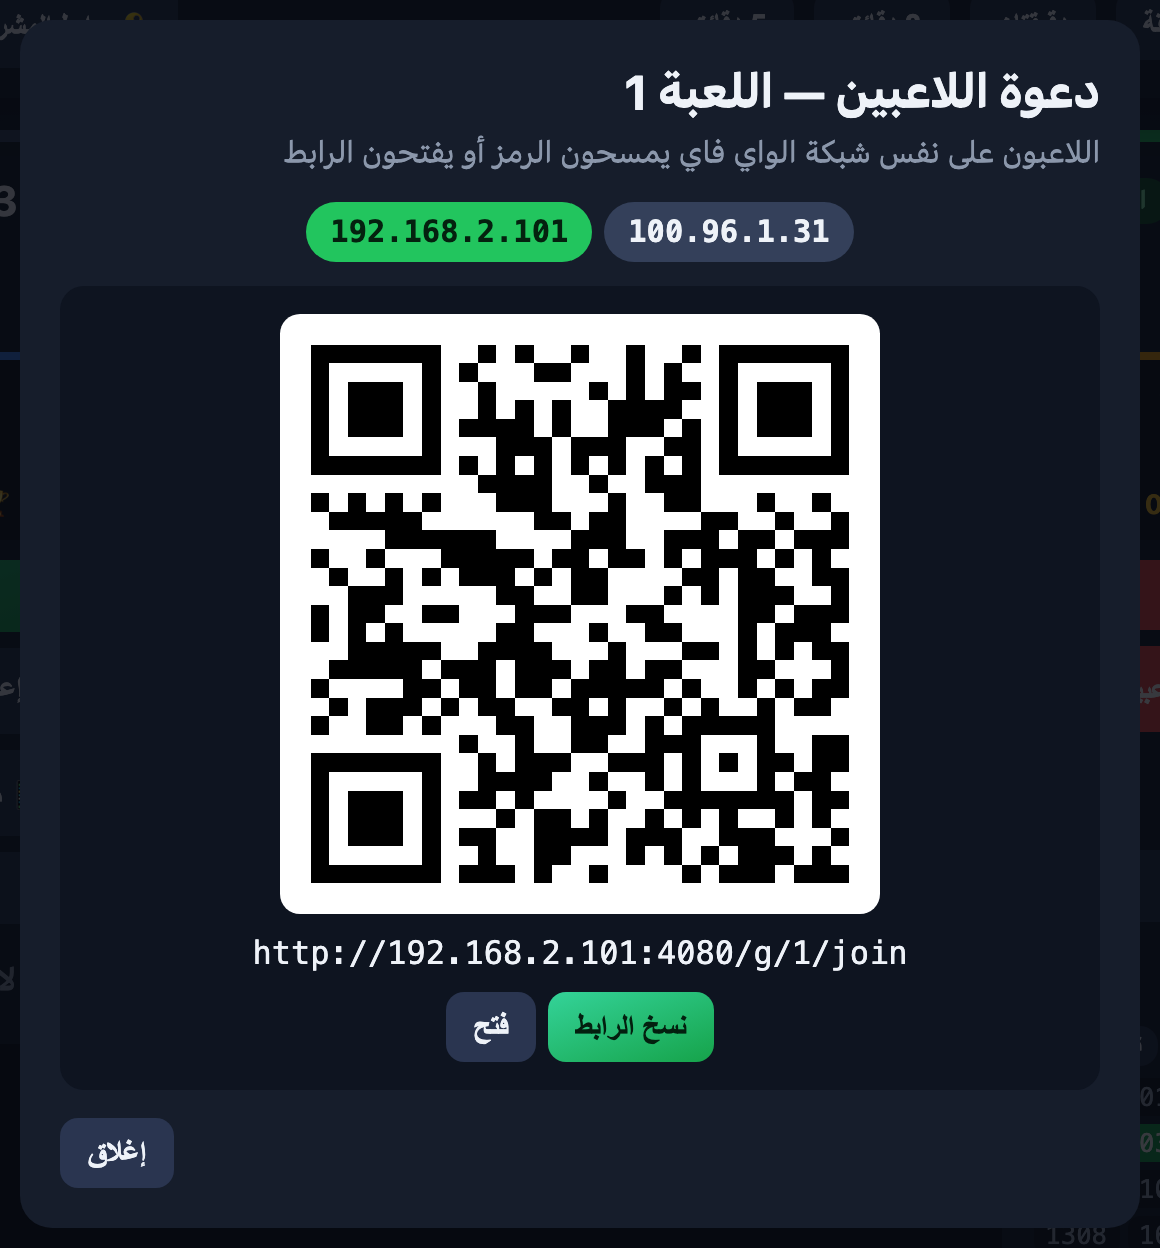 دعوة اللاعبين — اللعبة 1
اللاعبون على نفس شبكة الواي فاي يمسحون الرمز أو يفتحون الرابط
192.168.2.101
100.96.1.31
http://192.168.2.101:4080/g/1/join
نسخ الرابط
فتح
إغلاق
1308